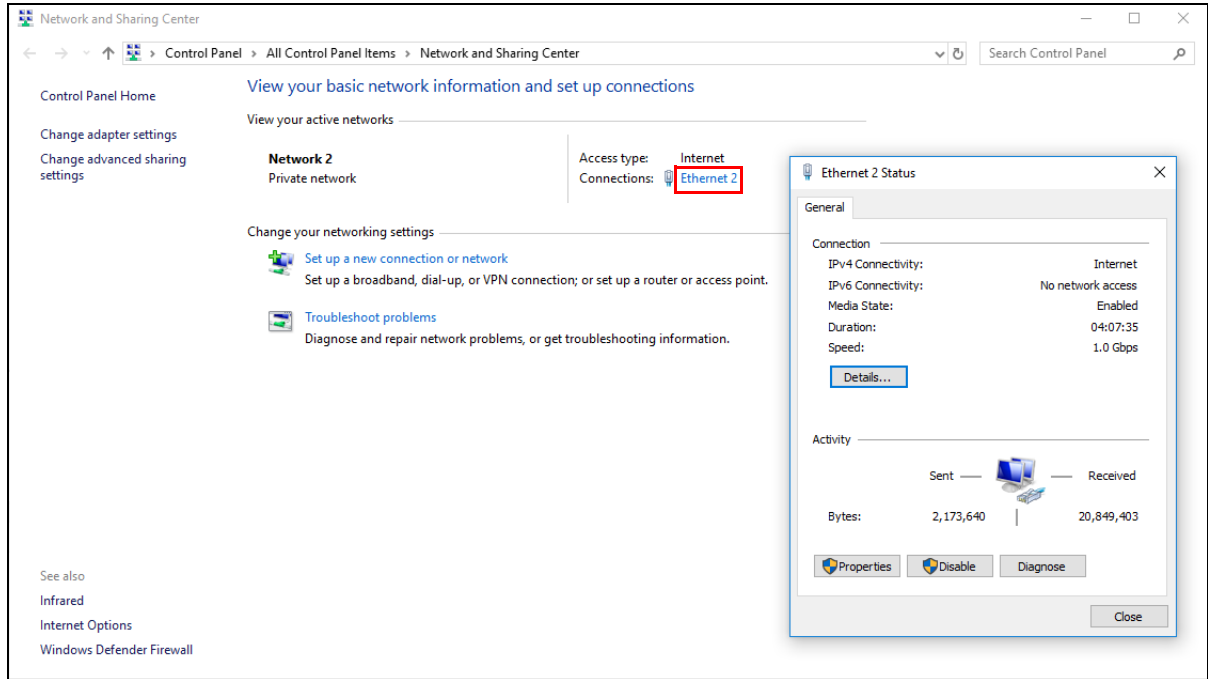 Network and Sharing Center
Control Panel > All Control Panel Items > Network and Sharing Center
Search Control Panel
Control Panel Home
Change adapter settings
Change advanced sharing
settings
See also
Infrared
Internet Options
Windows Defender Firewall
View your basic network information and set up connections
View your active networks
Network 2
Private network
Access type: Internet
Connections: Ethernet 2
Change your networking settings
Set up a new connection or network
Set up a broadband, dial-up, or VPN connection; or set up a router or access point.
Troubleshoot problems
Diagnose and repair network problems, or get troubleshooting information.
Ethernet 2 Status
General
Connection
IPv4 Connectivity: Internet
IPv6 Connectivity: No network access
Media State: Enabled
Duration: 04:07:35
Speed: 1.0 Gbps
Details...
Activity
Sent — — Received
Bytes: 2,173,640 | 20,849,403
Properties Disable Diagnose
Close